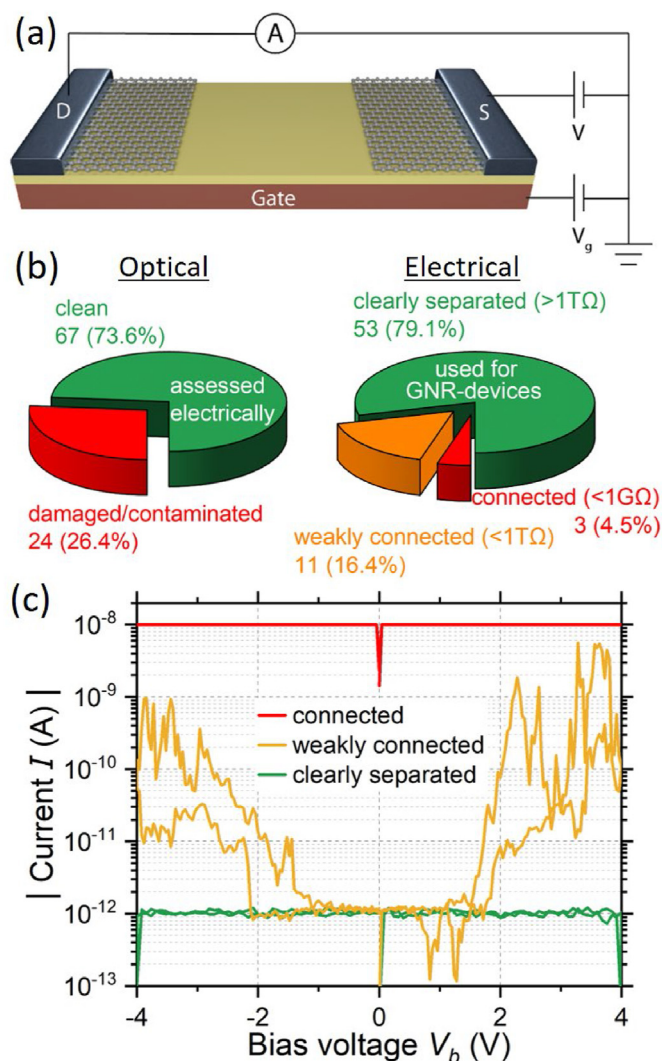 (a)
A
D
S
V
Gate
Vg
(b)
Optical
Electrical
clean
67 (73.6%)
clearly separated (>1TΩ)
53 (79.1%)
assessed
electrically
used for
GNR-devices
damaged/contaminated
24 (26.4%)
connected (<1GΩ)
3 (4.5%)
weakly connected (<1TΩ)
11 (16.4%)
(c)
10⁻⁸
10⁻⁹
10⁻¹⁰
10⁻¹¹
10⁻¹²
10⁻¹³
| Current I (A) |
connected
weakly connected
clearly separated
-4
-2
0
2
4
Bias voltage Vb (V)